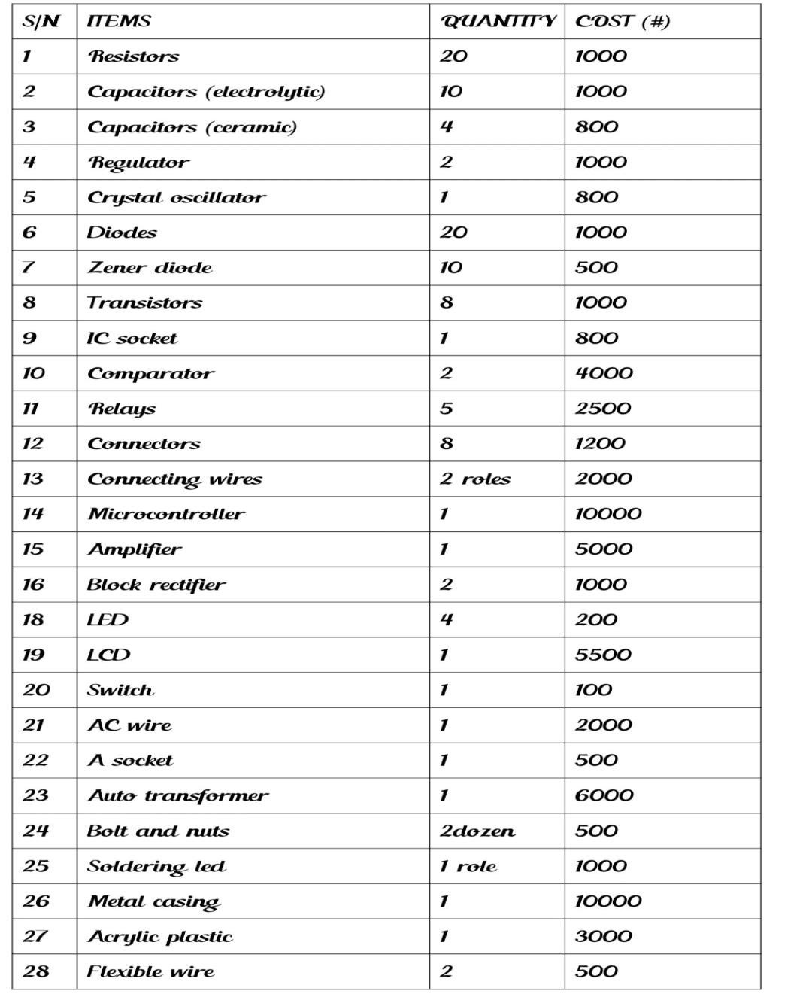 S/N ITEMS QUANTITY COST (#)
1 Resistors 20 1000
2 Capacitors (electrolytic) 10 1000
3 Capacitors (ceramic) 4 800
4 Regulator 2 1000
5 Crystal oscillator 1 800
6 Diodes 20 1000
7 Zener diode 10 500
8 Transistors 8 1000
9 IC socket 1 800
10 Comparator 2 4000
11 Relays 5 2500
12 Connectors 8 1200
13 Connecting wires 2 roles 2000
14 Microcontroller 1 10000
15 Amplifier 1 5000
16 Block rectifier 2 1000
18 LED 4 200
19 LCD 1 5500
20 Switch 1 100
21 AC wire 1 2000
22 A socket 1 500
23 Auto transformer 1 6000
24 Bolt and nuts 2dozen 500
25 Soldering led 1 role 1000
26 Metal casing 1 10000
27 Acrylic plastic 1 3000
28 Flexible wire 2 500